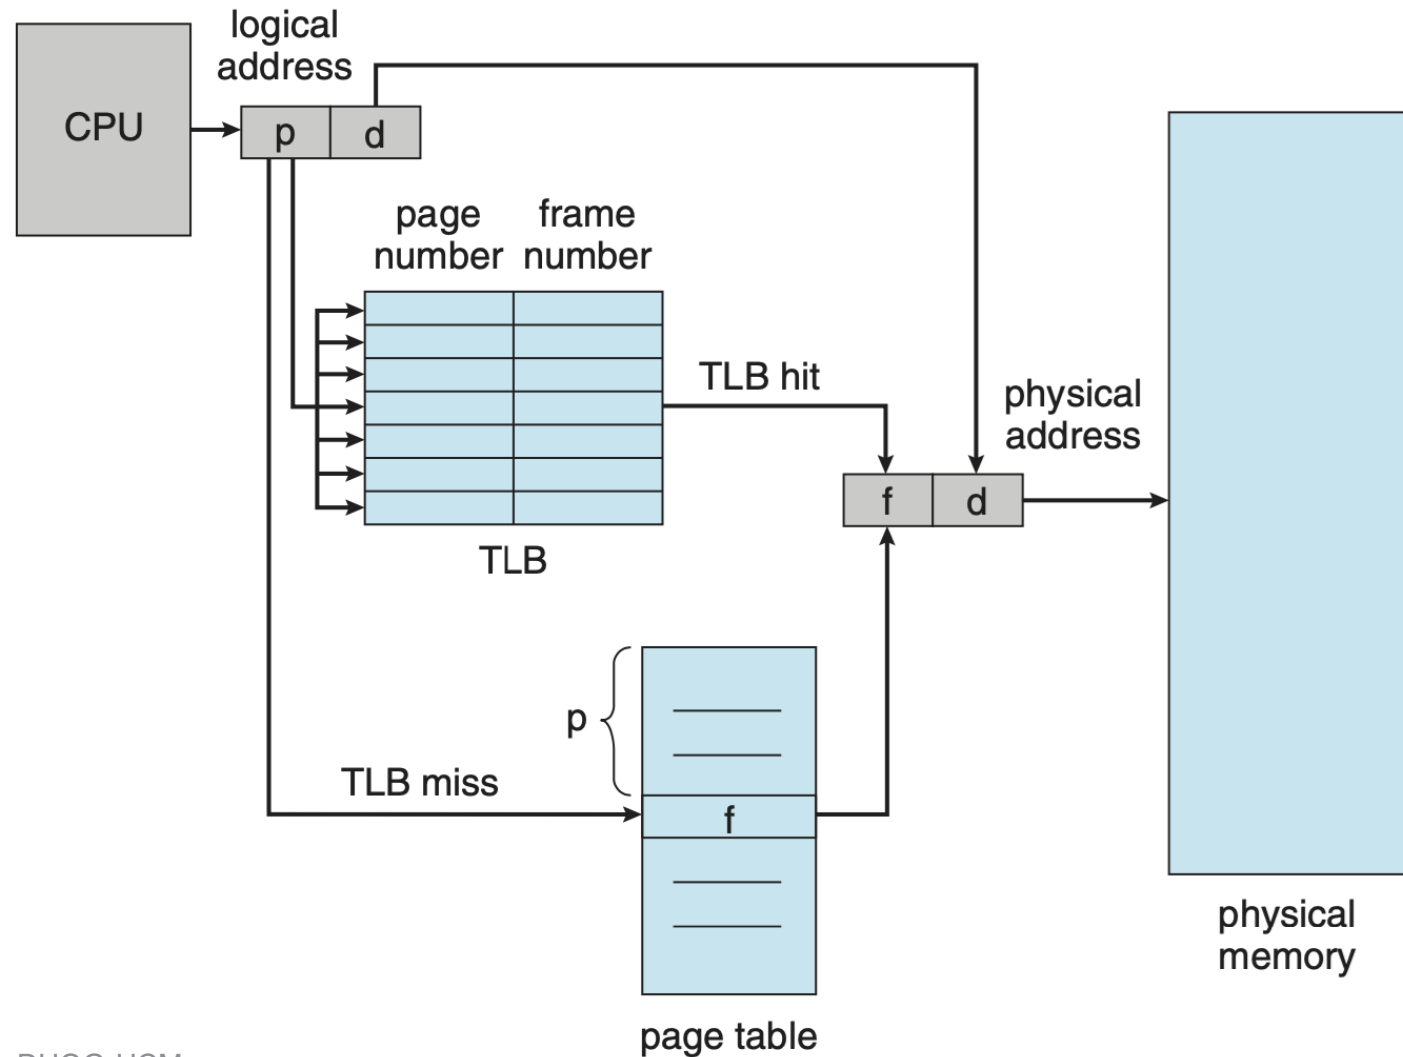 logical
address
CPU
p
d
page
number
frame
number
TLB hit
physical
address
f
d
TLB
p
TLB miss
f
physical
memory
page table